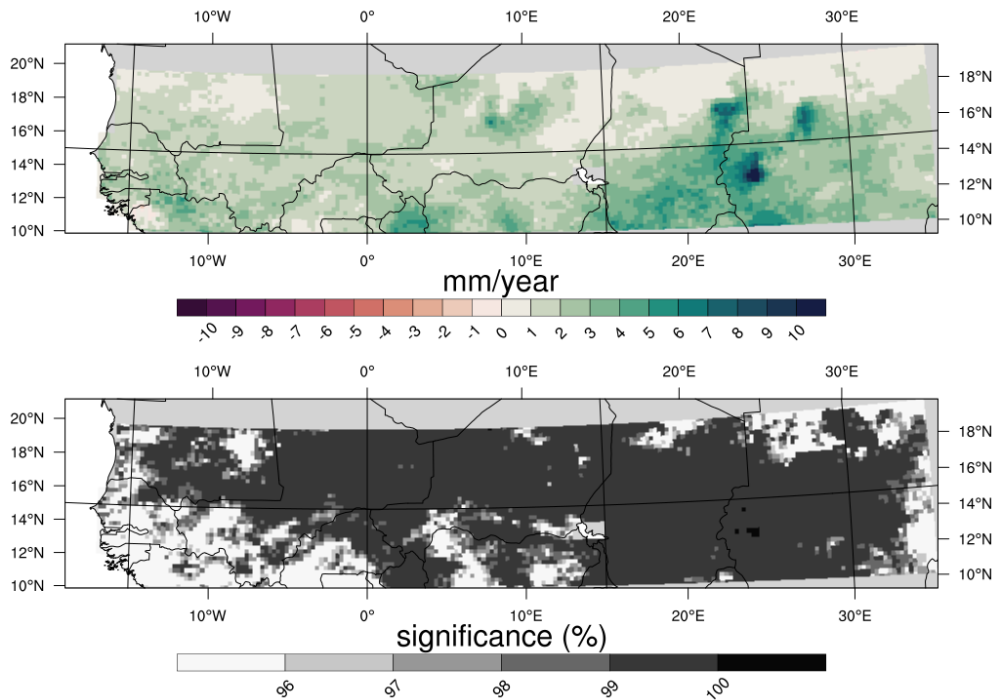 10°W 0° 10°E 20°E 30°E
20°N 18°N
18°N 16°N
16°N 14°N
14°N 12°N
12°N 10°N
10°N
10°W 0° 10°E 20°E 30°E
mm/year
-10 -9 -8 -7 -6 -5 -4 -3 -2 -1 0 1 2 3 4 5 6 7 8 9 10
10°W 0° 10°E 20°E 30°E
20°N 18°N
18°N 16°N
16°N 14°N
14°N 12°N
12°N 10°N
10°N
10°W 0° 10°E 20°E 30°E
significance (%)
96 97 98 99 100